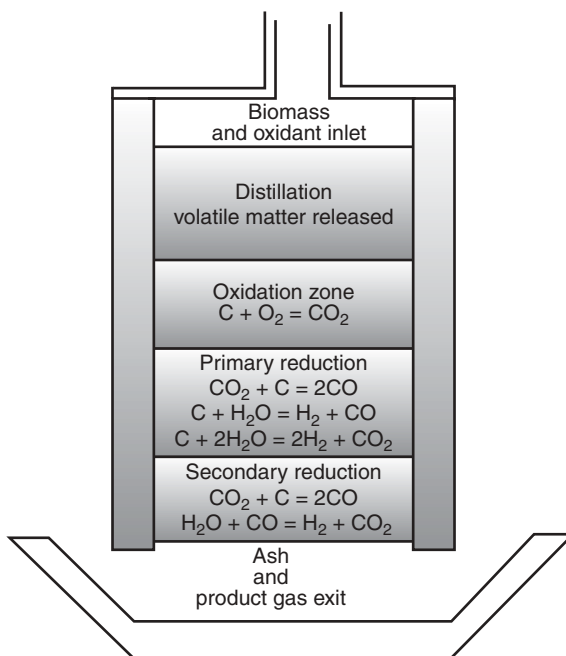 Biomass
and oxidant inlet
Distillation
volatile matter released
Oxidation zone
C + O₂ = CO₂
Primary reduction
CO₂ + C = 2CO
C + H₂O = H₂ + CO
C + 2H₂O = 2H₂ + CO₂
Secondary reduction
CO₂ + C = 2CO
H₂O + CO = H₂ + CO₂
Ash
and
product gas exit